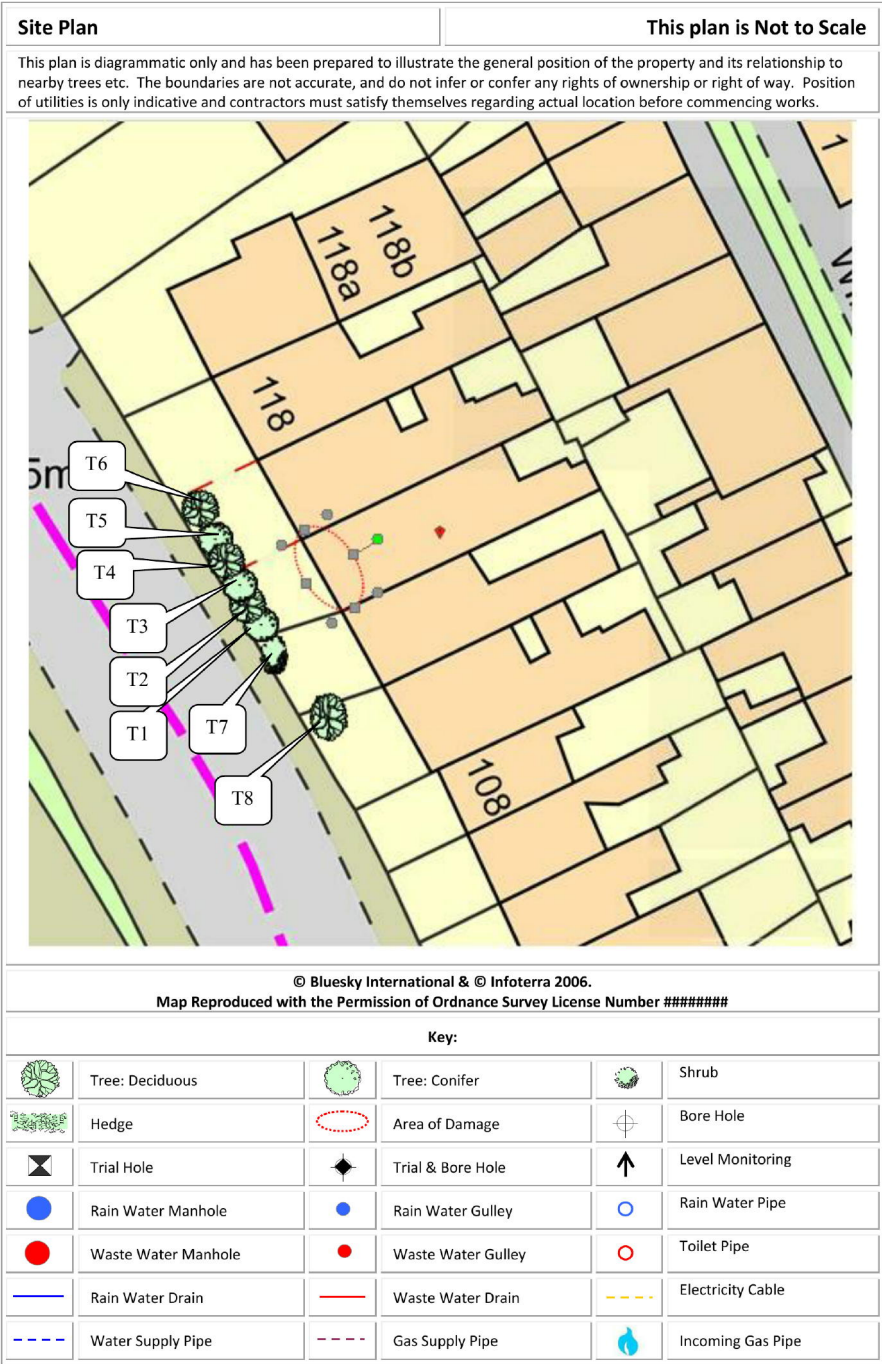 Site Plan
This plan is Not to Scale
This plan is diagrammatic only and has been prepared to illustrate the general position of the property and its relationship to
nearby trees etc. The boundaries are not accurate, and do not infer or confer any rights of ownership or right of way. Position
of utilities is only indicative and contractors must satisfy themselves regarding actual location before commencing works.
1
118b
118a
118
5m
T6
T5
T4
T3
T2
T1
T7
T8
108
© Bluesky International & © Infoterra 2006.
Map Reproduced with the Permission of Ordnance Survey License Number ########
Key:
Tree: Deciduous
Tree: Conifer
Shrub
Hedge
Area of Damage
Bore Hole
Trial Hole
Trial & Bore Hole
Level Monitoring
Rain Water Manhole
Rain Water Gulley
Rain Water Pipe
Waste Water Manhole
Waste Water Gulley
Toilet Pipe
Rain Water Drain
Waste Water Drain
Electricity Cable
Water Supply Pipe
Gas Supply Pipe
Incoming Gas Pipe